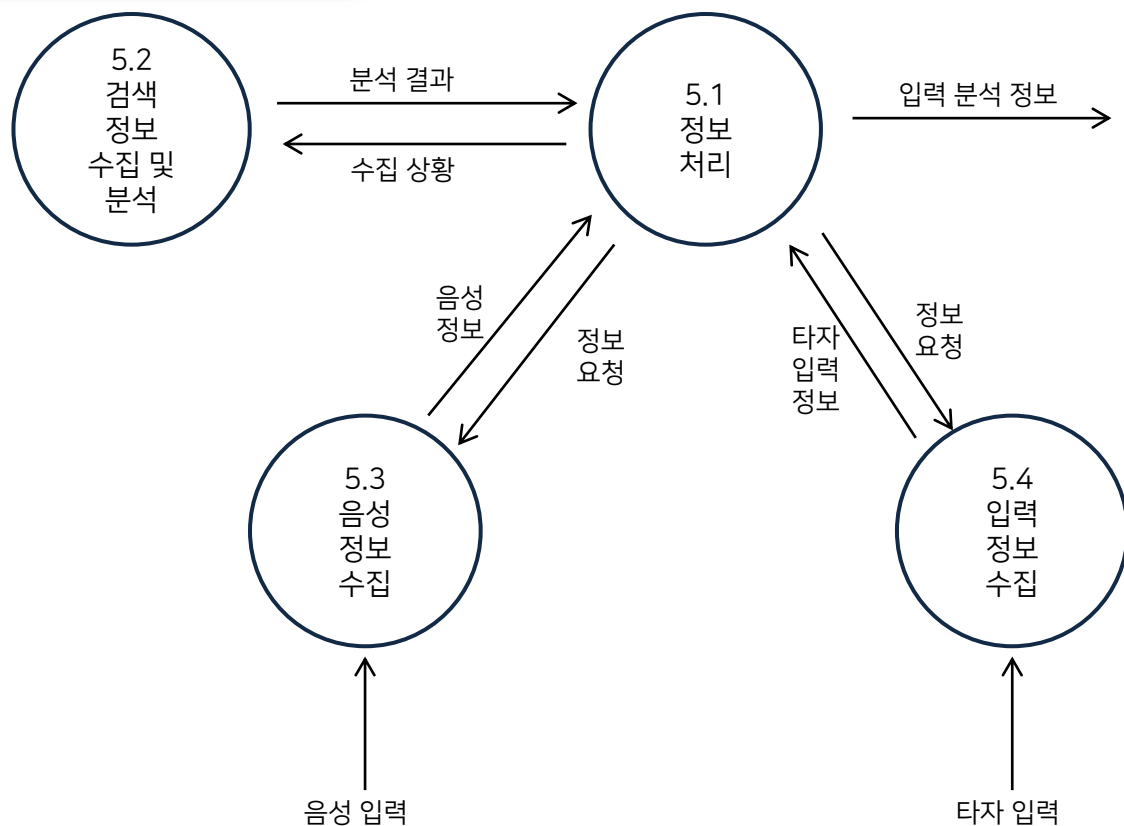 5.2
검색
정보
수집 및
분석
분석 결과
수집 상황
5.1
정보
처리
입력 분석 정보
음성
정보
정보
요청
타자
입력
정보
정보
요청
5.3
음성
정보
수집
5.4
입력
정보
수집
음성 입력
타자 입력